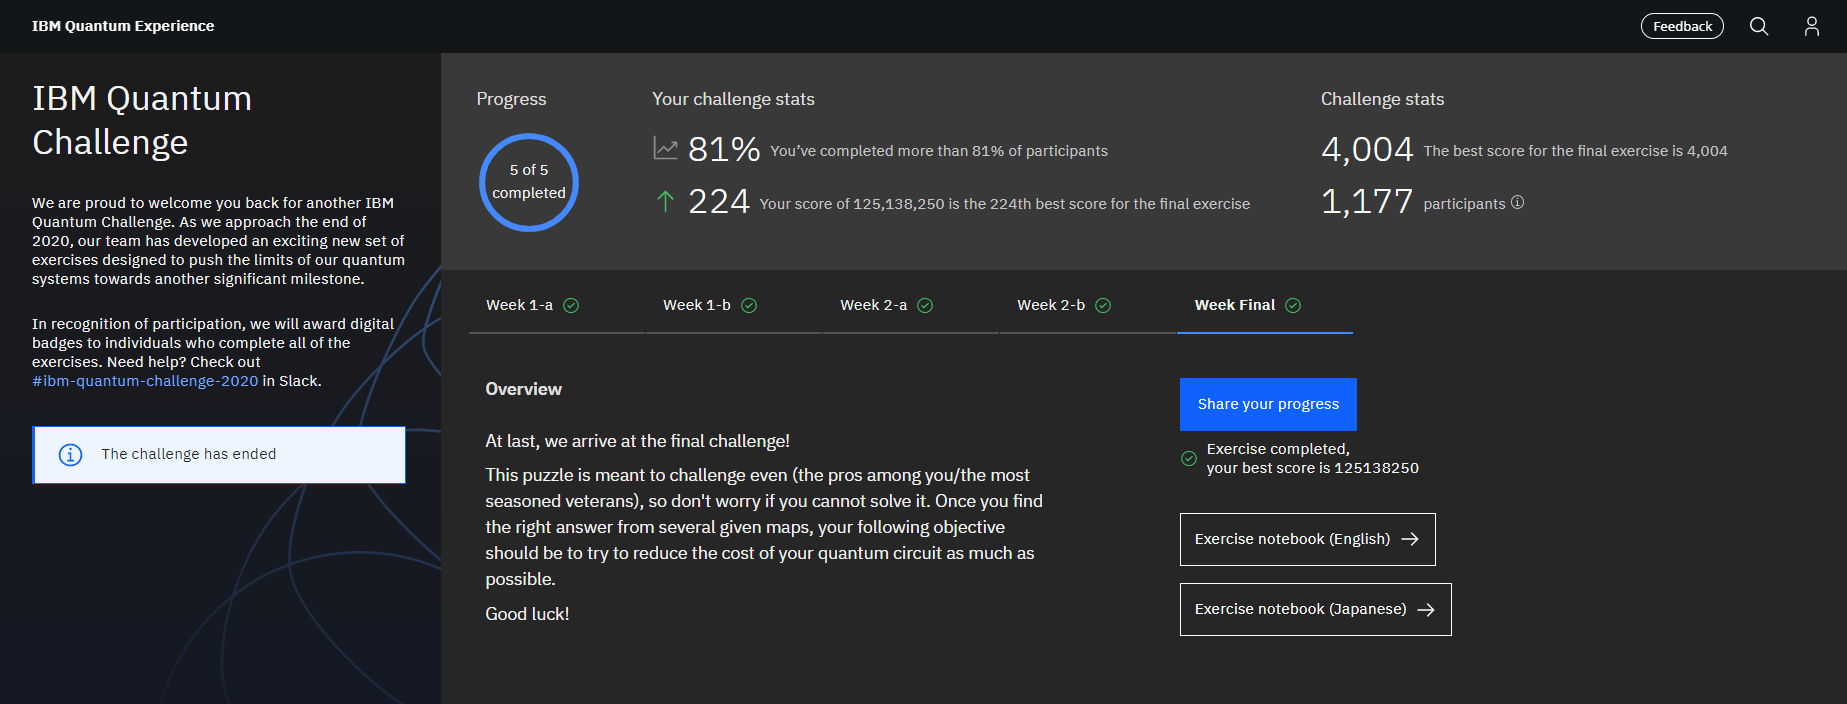 IBM Quantum Experience
Feedback
IBM Quantum
Challenge
We are proud to welcome you back for another IBM
Quantum Challenge. As we approach the end of
2020, our team has developed an exciting new set of
exercises designed to push the limits of our quantum
systems towards another significant milestone.
In recognition of participation, we will award digital
badges to individuals who complete all of the
exercises. Need help? Check out
#ibm-quantum-challenge-2020 in Slack.
The challenge has ended
Progress
5 of 5
completed
Your challenge stats
81% You've completed more than 81% of participants
224 Your score of 125,138,250 is the 224th best score for the final exercise
Challenge stats
4,004 The best score for the final exercise is 4,004
1,177 participants
Week 1-a
Week 1-b
Week 2-a
Week 2-b
Week Final
Overview
At last, we arrive at the final challenge!
This puzzle is meant to challenge even (the pros among you/the most
seasoned veterans), so don't worry if you cannot solve it. Once you find
the right answer from several given maps, your following objective
should be to try to reduce the cost of your quantum circuit as much as
possible.
Good luck!
Share your progress
Exercise completed,
your best score is 125138250
Exercise notebook (English)
Exercise notebook (Japanese)